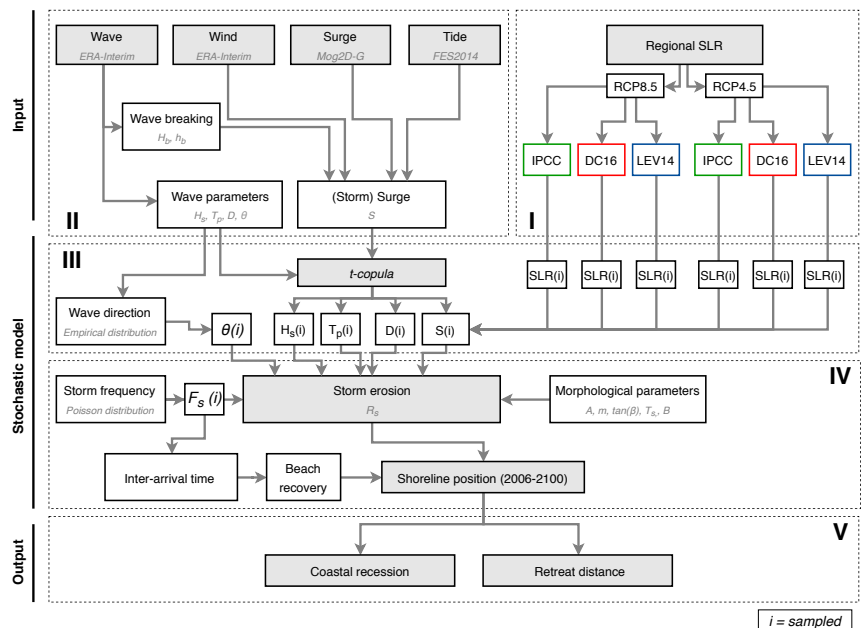 Input
Wave
ERA-Interim
Wind
ERA-Interim
Surge
Mog2D-G
Tide
FES2014
Wave breaking
Hb, hb
Wave parameters
Hs, Tp, D, θ
(Storm) Surge
S
II
Regional SLR
RCP8.5
RCP4.5
IPCC
DC16
LEV14
IPCC
DC16
LEV14
I
Stochastic model
III
t-copula
SLR(i)
SLR(i)
SLR(i)
SLR(i)
SLR(i)
SLR(i)
Wave direction
Empirical distribution
θ(i)
Hs(i)
Tp(i)
D(i)
S(i)
IV
Storm frequency
Poisson distribution
Fs (i)
Storm erosion
Rs
Morphological parameters
A, m, tan(β), Ts,, B
Inter-arrival time
Beach
recovery
Shoreline position (2006-2100)
Output
V
Coastal recession
Retreat distance
i = sampled